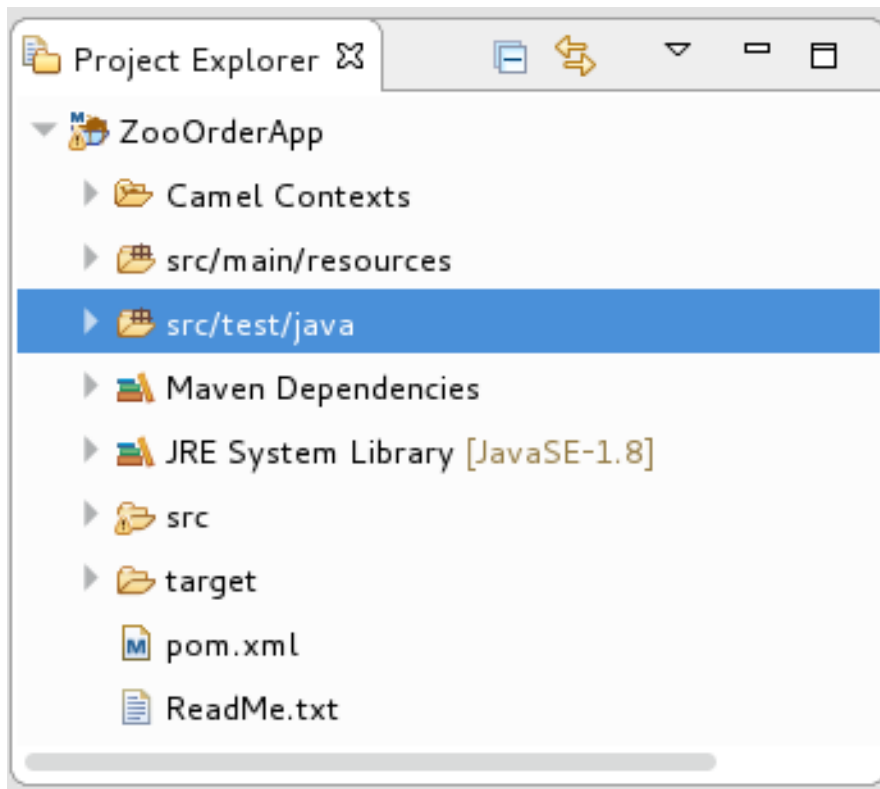 Project Explorer
ZooOrderApp
Camel Contexts
src/main/resources
src/test/java
Maven Dependencies
JRE System Library [JavaSE-1.8]
src
target
pom.xml
ReadMe.txt